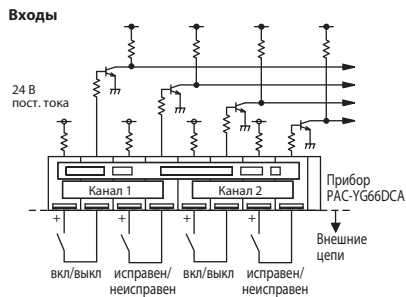 Входы
24 В
пост. тока
Канал 1
Канал 2
Прибор
PAC-YG66DCA
+
+
+
+
Внешние
цепи
вкл/выкл
исправен/
неисправен
вкл/выкл
исправен/
неисправен